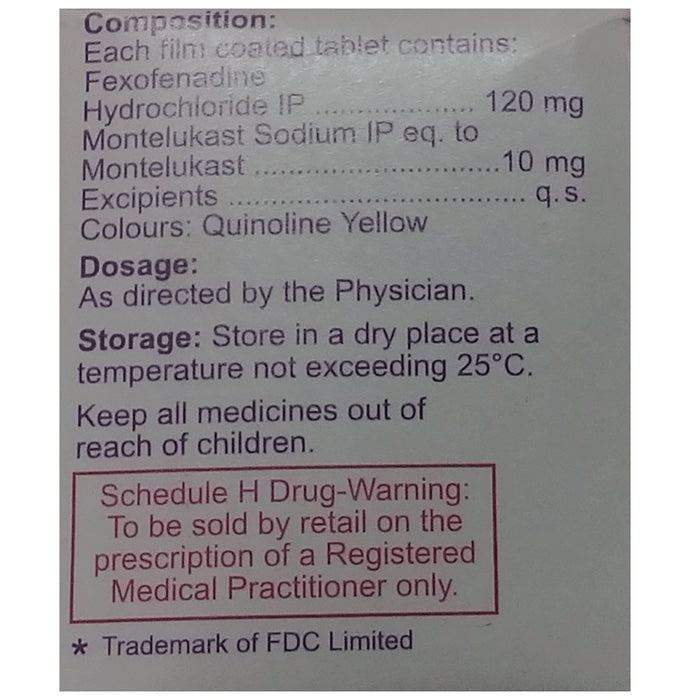 Composition:
Each film coated tablet contains:
Fexofenadine
Hydrochloride IP ................... 120 mg
Montelukast Sodium IP eq. to
Montelukast .............................10 mg
Excipients ................................... q.s.
Colours: Quinoline Yellow
Dosage:
As directed by the Physician.
Storage: Store in a dry place at a
temperature not exceeding 25°C.
Keep all medicines out of
reach of children.
Schedule H Drug-Warning:
To be sold by retail on the
prescription of a Registered
Medical Practitioner only.
* Trademark of FDC Limited